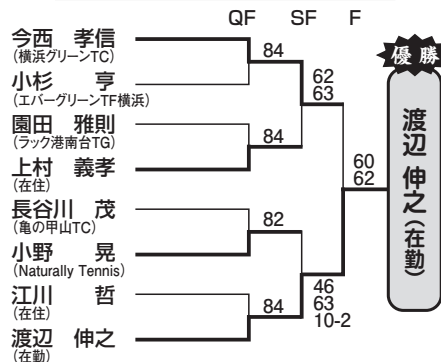 QF SF F
今西 孝信
(横浜グリーンTC)
小杉 亨
(エバーグリーンTF横浜)
園田 雅則
(ラック港南台TG)
上村 義孝
(在住)
長谷川 茂
(亀の甲山TC)
小野 晃
(Naturally Tennis)
江川 哲
(在住)
渡辺 伸之
(在勤)
84
84
82
84
62
63
46
63
10-2
60
62
優勝
渡辺 伸之(在勤)